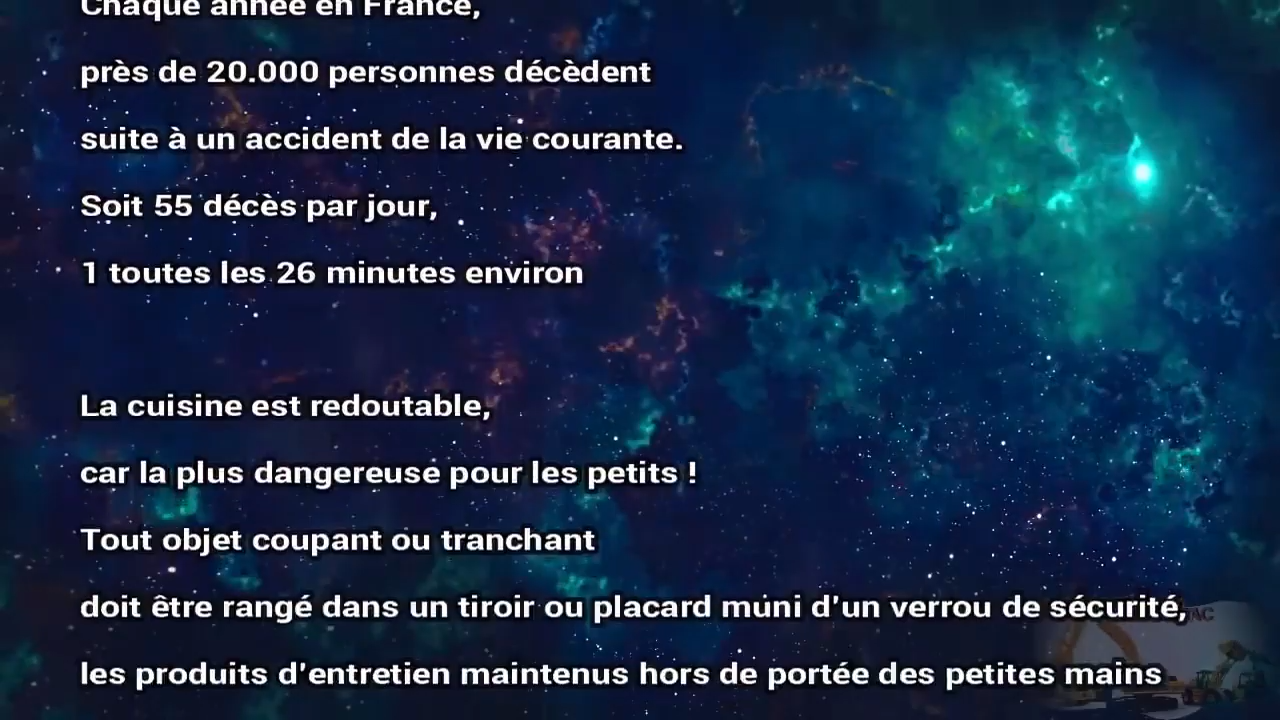 Chaque année en France,
près de 20.000 personnes décèdent
suite à un accident de la vie courante.
Soit 55 décès par jour,
1 toutes les 26 minutes environ
La cuisine est redoutable,
car la plus dangereuse pour les petits !
Tout objet coupant ou tranchant
doit être rangé dans un tiroir ou placard muni d'un verrou de sécurité,
les produits d'entretien maintenus hors de portée des petites mains